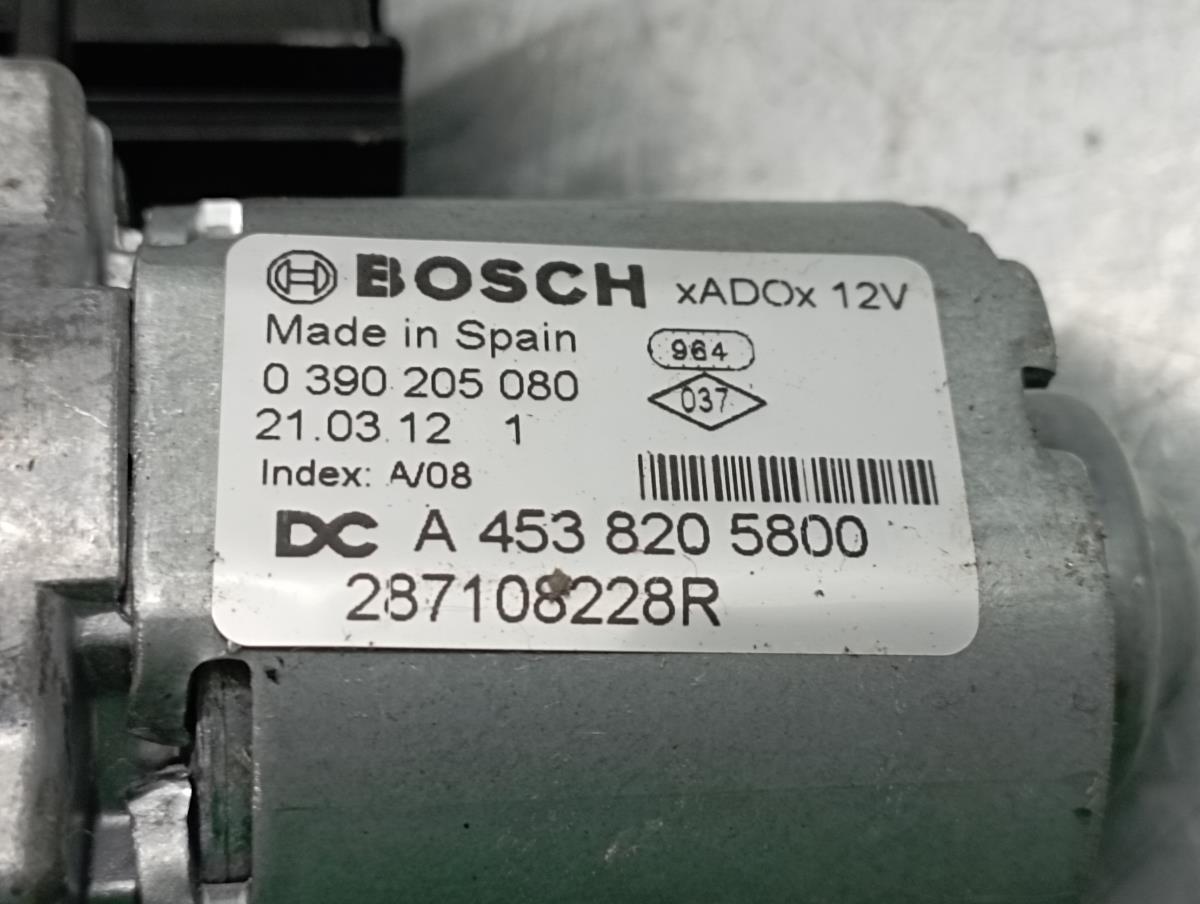 BOSCH xADOx 12V
Made in Spain
964
0 390 205 080
037
21.03.12 1
Index: A/08
DC A 453 820 5800
287108228R